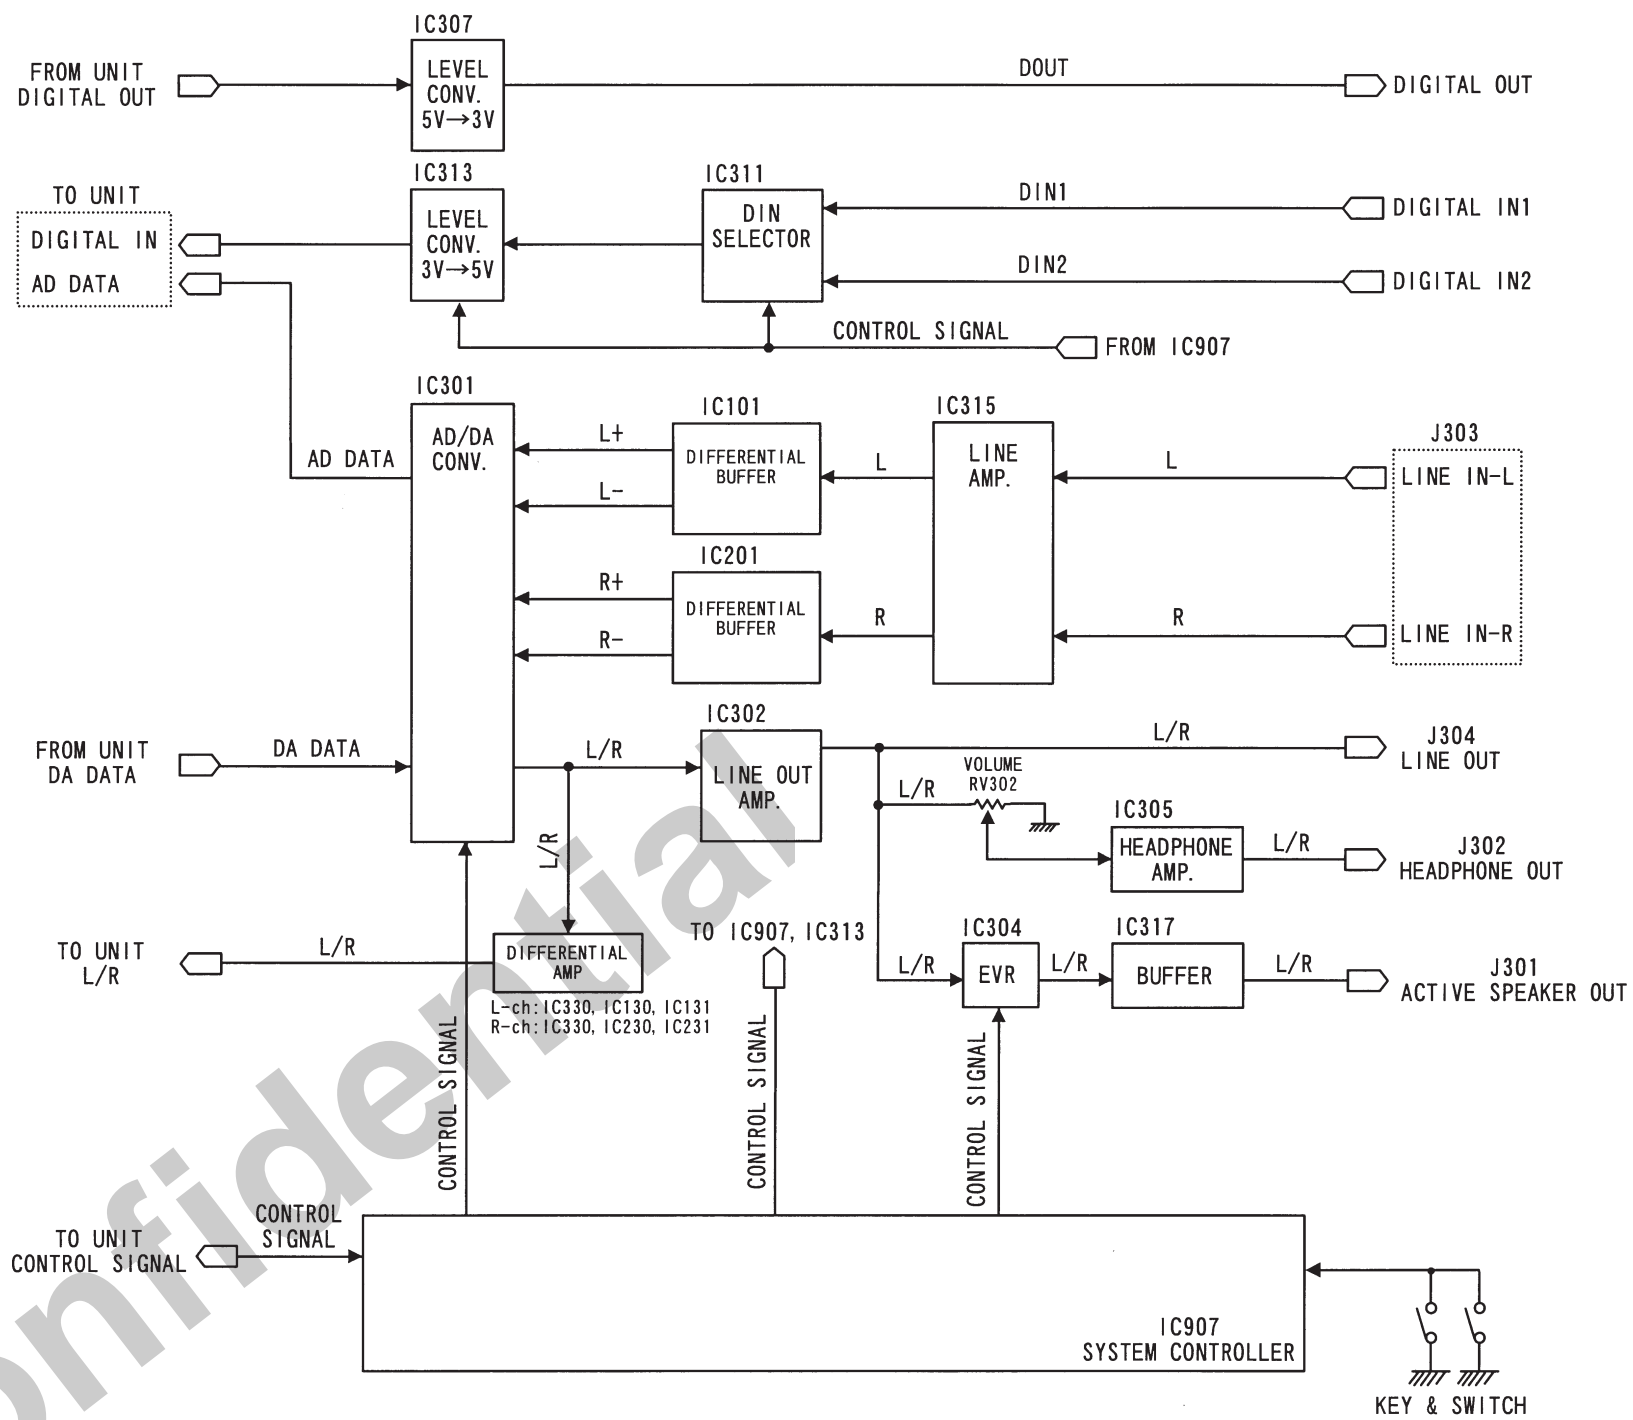 IC307
FROM UNIT
DIGITAL OUT
LEVEL
CONV.
5V→3V
DOUT
DIGITAL OUT
IC313
IC311
TO UNIT
DIGITAL IN
AD DATA
LEVEL
CONV.
3V→5V
DIN
SELECTOR
DIN1
DIGITAL IN1
DIN2
DIGITAL IN2
CONTROL SIGNAL
FROM IC907
IC301
AD/DA
CONV.
AD DATA
L+
L-
R+
R-
IC101
DIFFERENTIAL
BUFFER
L
IC201
DIFFERENTIAL
BUFFER
R
IC315
LINE
AMP.
L
R
J303
LINE IN-L
LINE IN-R
FROM UNIT
DA DATA
DA DATA
L/R
IC302
LINE OUT
AMP.
L/R
J304
LINE OUT
VOLUME
RV302
L/R
IC305
HEADPHONE
AMP.
L/R
J302
HEADPHONE OUT
L/R
TO UNIT
L/R
L/R
DIFFERENTIAL
AMP
L-ch:IC330, IC130, IC131
R-ch:IC330, IC230, IC231
TO IC907, IC313
L/R
IC304
EVR
L/R
IC317
BUFFER
L/R
J301
ACTIVE SPEAKER OUT
CONTROL SIGNAL
CONTROL SIGNAL
CONTROL SIGNAL
TO UNIT
CONTROL SIGNAL
CONTROL
SIGNAL
IC907
SYSTEM CONTROLLER
KEY & SWITCH
onfidential